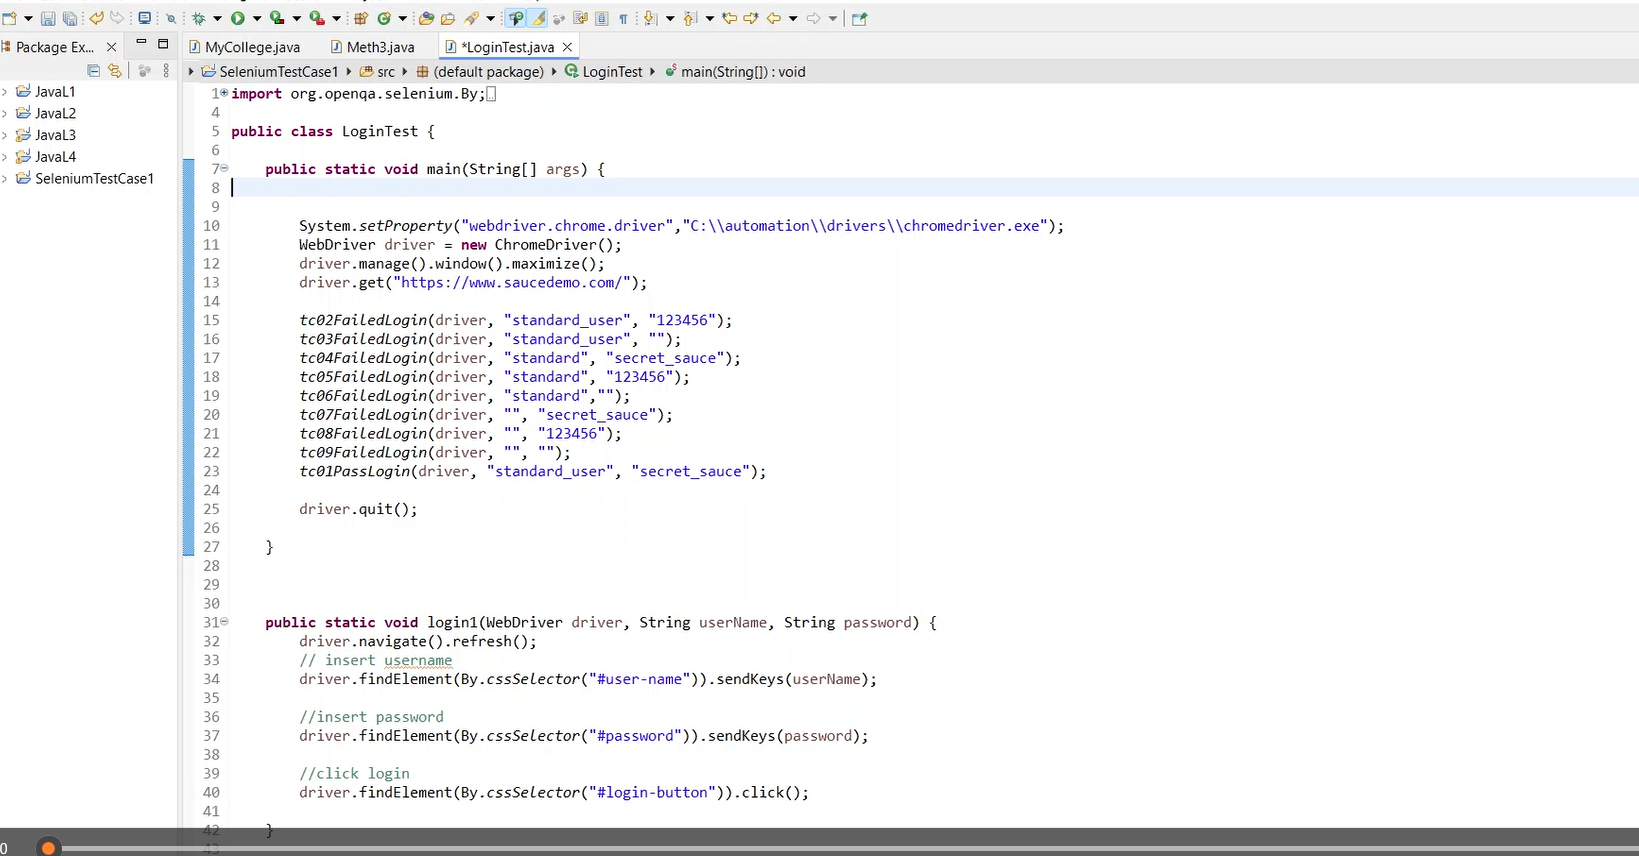 Package Ex...
MyCollege.java
Meth3.java
*LoginTest.java
SeleniumTestCase1
src
(default package)
LoginTest
main(String[]) : void
JavaL1
JavaL2
JavaL3
JavaL4
SeleniumTestCase1
1 import org.openqa.selenium.By;
4
5 public class LoginTest {
6
7 public static void main(String[] args) {
8
9
10 System.setProperty("webdriver.chrome.driver","C:\\automation\\drivers\\chromedriver.exe");
11 WebDriver driver = new ChromeDriver();
12 driver.manage().window().maximize();
13 driver.get("https://www.saucedemo.com/");
14
15 tc02FailedLogin(driver, "standard_user", "123456");
16 tc03FailedLogin(driver, "standard_user", "");
17 tc04FailedLogin(driver, "standard", "secret_sauce");
18 tc05FailedLogin(driver, "standard", "123456");
19 tc06FailedLogin(driver, "standard","");
20 tc07FailedLogin(driver, "", "secret_sauce");
21 tc08FailedLogin(driver, "", "123456");
22 tc09FailedLogin(driver, "", "");
23 tc01PassLogin(driver, "standard_user", "secret_sauce");
24
25 driver.quit();
26
27 }
28
29
30
31 public static void login1(WebDriver driver, String userName, String password) {
32 driver.navigate().refresh();
33 // insert username
34 driver.findElement(By.cssSelector("#user-name")).sendKeys(userName);
35
36 //insert password
37 driver.findElement(By.cssSelector("#password")).sendKeys(password);
38
39 //click login
40 driver.findElement(By.cssSelector("#login-button")).click();
41
42 }
43
0